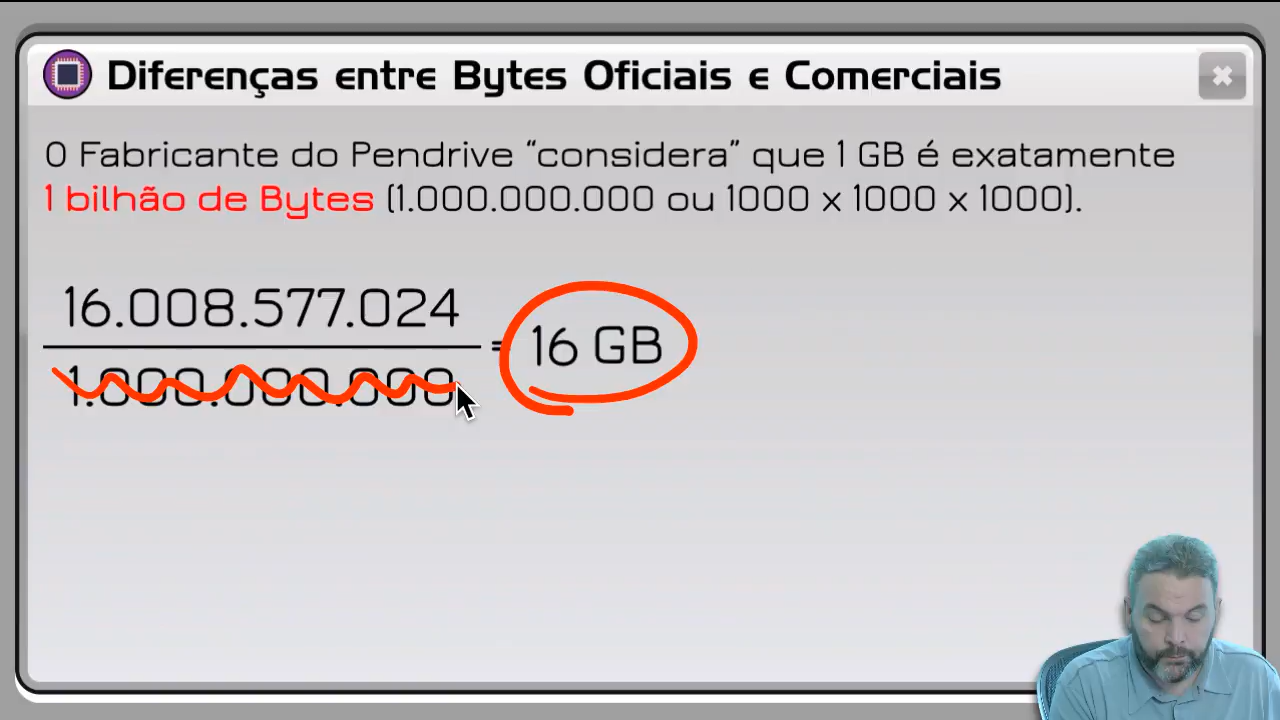 Diferenças entre Bytes Oficiais e Comerciais
O Fabricante do Pendrive “considera” que 1 GB é exatamente
1 bilhão de Bytes (1.000.000.000 ou 1000 x 1000 x 1000).
16.008.577.024
= 16 GB
1.000.000.000